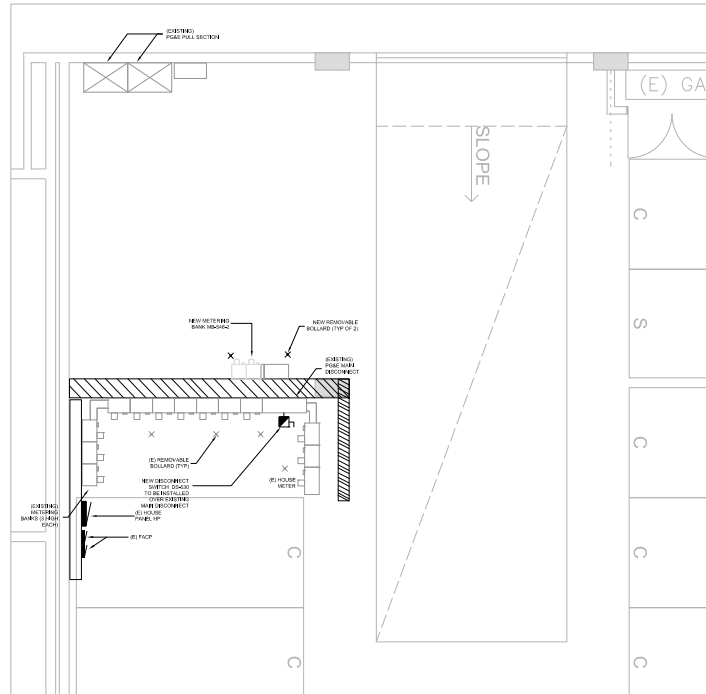 (EXISTING)
PG&E PULL SECTION
(E) GA
SLOPE
C
S
NEW METERING
BANK MB-548-2
NEW REMOVABLE
BOLLARD (TYP OF 2)
(EXISTING)
PG&E MAIN
DISCONNECT
C
(E) REMOVABLE
BOLLARD (TYP)
NEW DISCONNECT
SWITCH DS-530
TO BE INSTALLED
OVER EXISTING
MAIN DISCONNECT
(E) HOUSE
METER
(EXISTING)
METERING
BANKS (3 HIGH
EACH)
(E) HOUSE
PANEL HP
(E) FACP
C
C
C
C